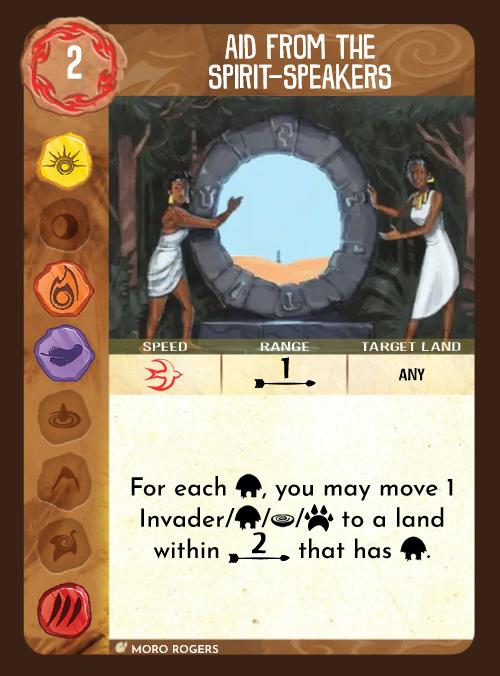 2
AID FROM THE
SPIRIT-SPEAKERS
SPEED RANGE TARGET LAND
1 ANY
For each , you may move 1
Invader/ / / to a land
within 2 that has .
MORO ROGERS